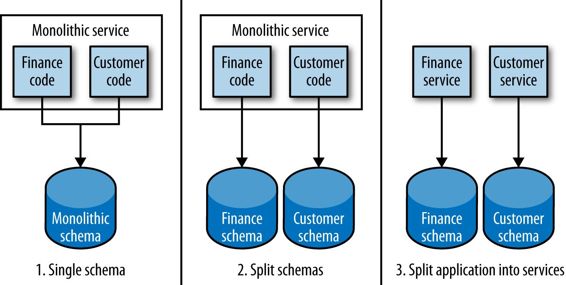 Monolithic service
Finance
code
Customer
code
Monolithic
schema
1. Single schema
Monolithic service
Finance
code
Customer
code
Finance
schema
Customer
schema
2. Split schemas
Finance
service
Customer
service
Finance
schema
Customer
schema
3. Split application into services